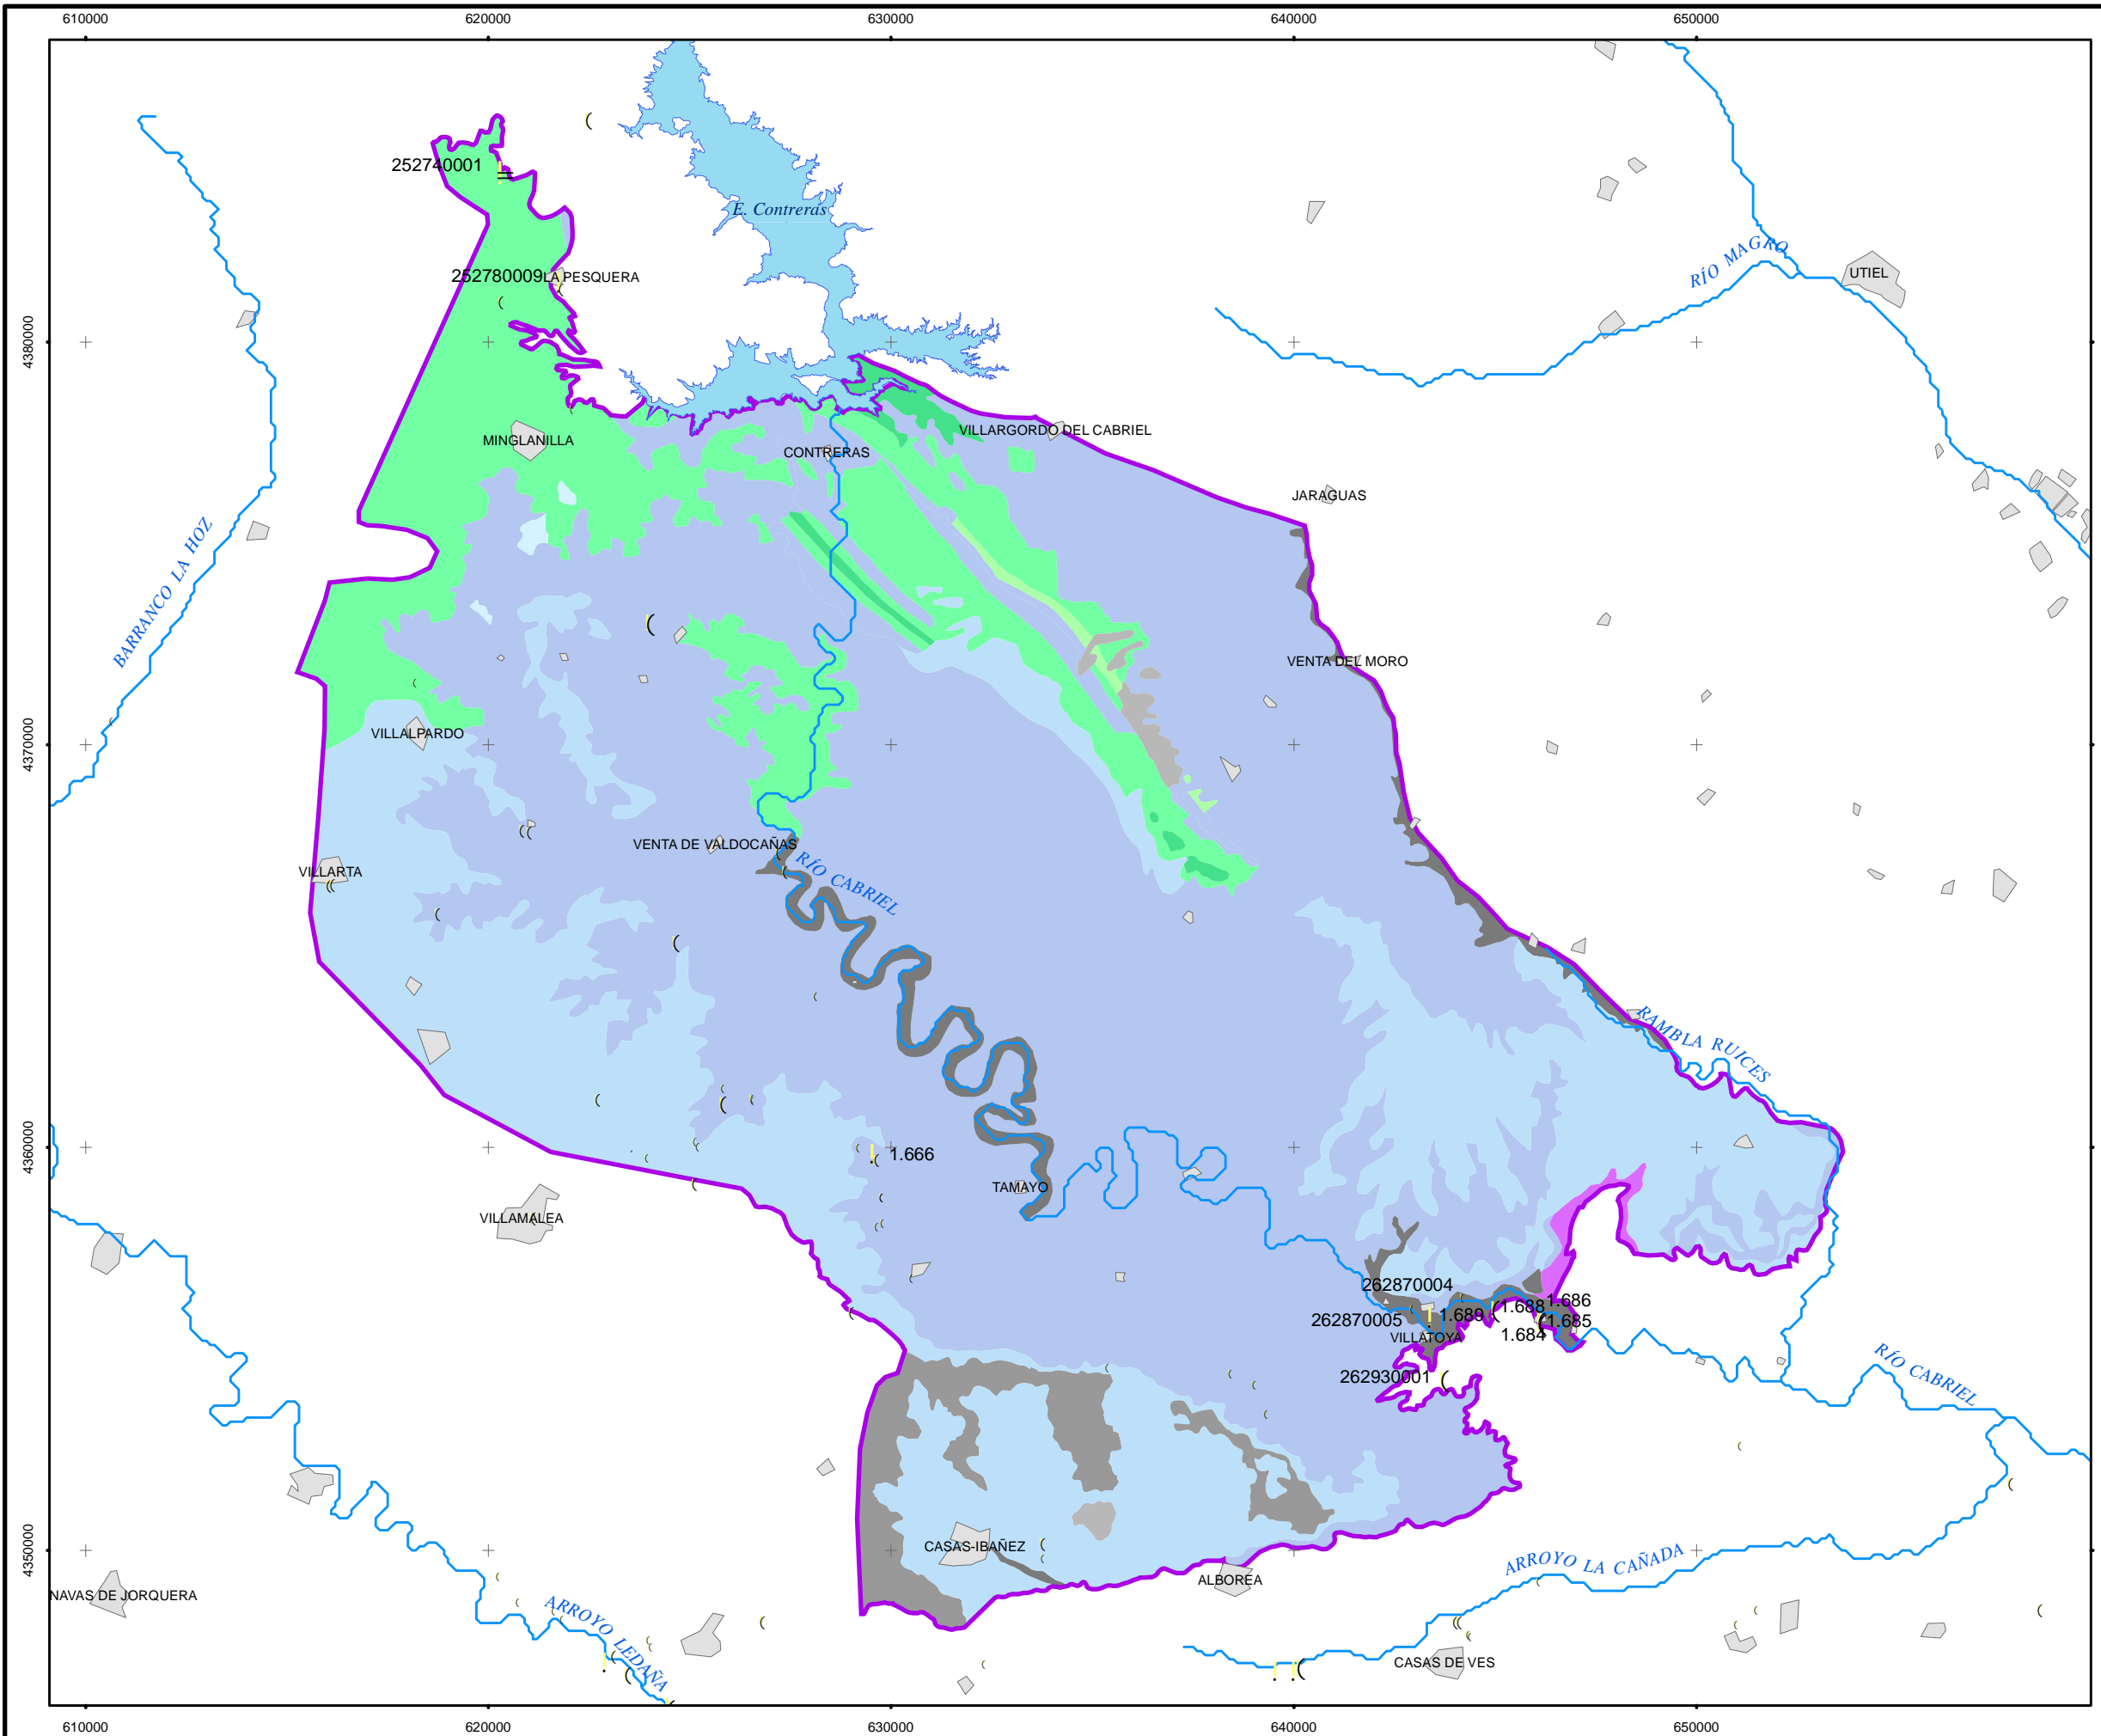 610000 620000 630000 640000 650000
252740001
E. Contreras
RÍO MAGRO
UTIEL
252780009
LA PESQUERA
4380000
4380000
MINGLANILLA
VILLARGORDO DEL CABRIEL
CONTRERAS
JARAGUAS
BARRANCO LA HOZ
VENTA DEL MORO
VILLALPARDO
4370000
4370000
VENTA DE VALDOCAÑAS
VILLARTA
RÍO CABRIEL
RAMBLA RUICES
4360000
4360000
1.666
TAMAYO
VILLAMALEA
262870004
1.686
1.688
1.689
1.685
262870005
1.684
VILLATOYA
262930001
RÍO CABRIEL
4350000
4350000
CASAS-IBAÑEZ
ARROYO LA CAÑADA
ALBOREA
NAVAS DE JORQUERA
ARROYO LEDAÑA
CASAS DE VES
610000 620000 630000 640000 650000